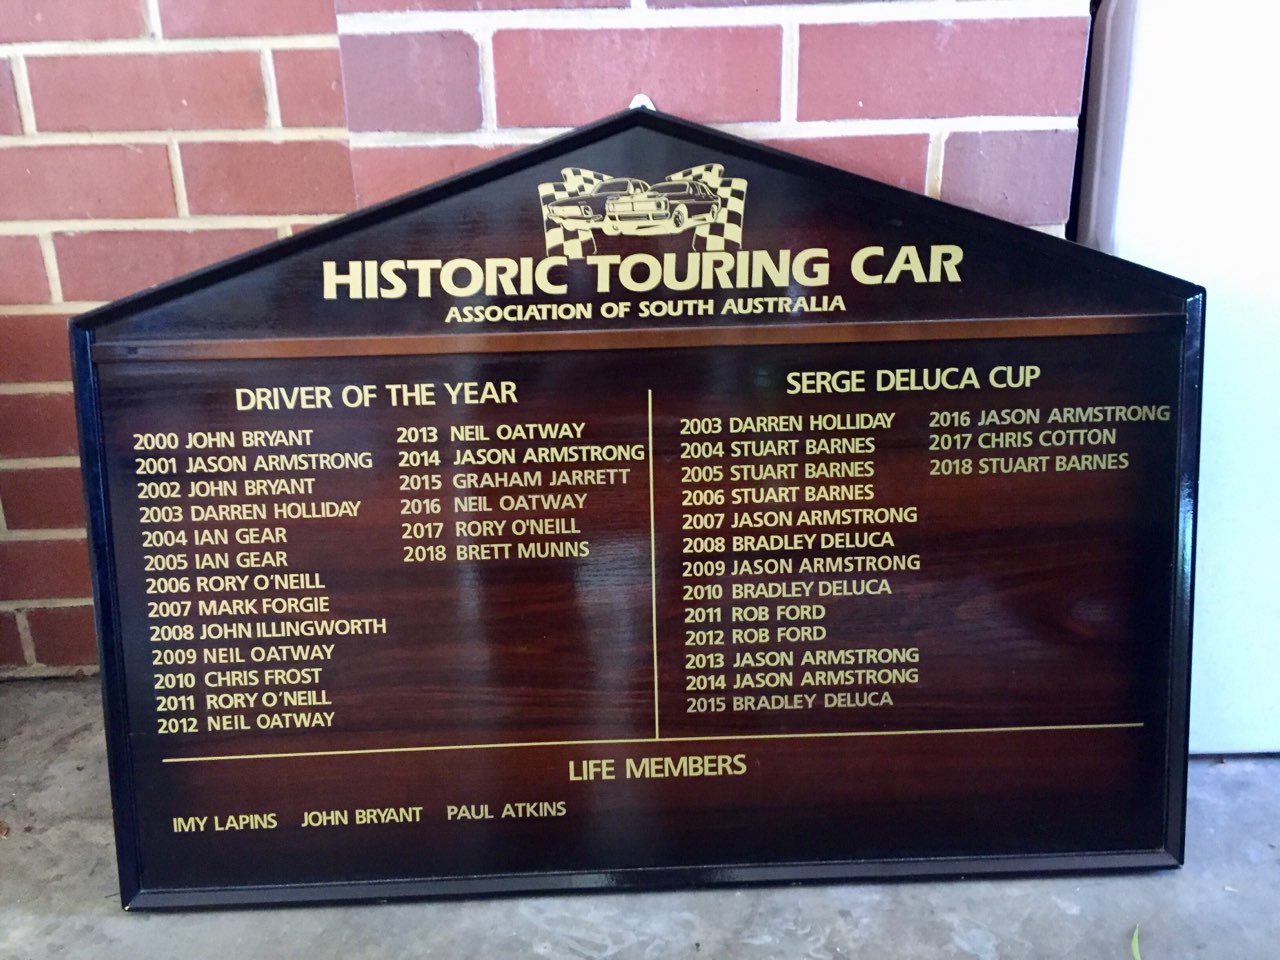 HISTORIC TOURING CAR
ASSOCIATION OF SOUTH AUSTRALIA
DRIVER OF THE YEAR
2000 JOHN BRYANT
2001 JASON ARMSTRONG
2002 JOHN BRYANT
2003 DARREN HOLLIDAY
2004 IAN GEAR
2005 IAN GEAR
2006 RORY O'NEILL
2007 MARK FORGIE
2008 JOHN ILLINGWORTH
2009 NEIL OATWAY
2010 CHRIS FROST
2011 RORY O'NEILL
2012 NEIL OATWAY
2013 NEIL OATWAY
2014 JASON ARMSTRONG
2015 GRAHAM JARRETT
2016 NEIL OATWAY
2017 RORY O'NEILL
2018 BRETT MUNNS
SERGE DELUCA CUP
2003 DARREN HOLLIDAY
2004 STUART BARNES
2005 STUART BARNES
2006 STUART BARNES
2007 JASON ARMSTRONG
2008 BRADLEY DELUCA
2009 JASON ARMSTRONG
2010 BRADLEY DELUCA
2011 ROB FORD
2012 ROB FORD
2013 JASON ARMSTRONG
2014 JASON ARMSTRONG
2015 BRADLEY DELUCA
2016 JASON ARMSTRONG
2017 CHRIS COTTON
2018 STUART BARNES
LIFE MEMBERS
IMY LAPINS JOHN BRYANT PAUL ATKINS